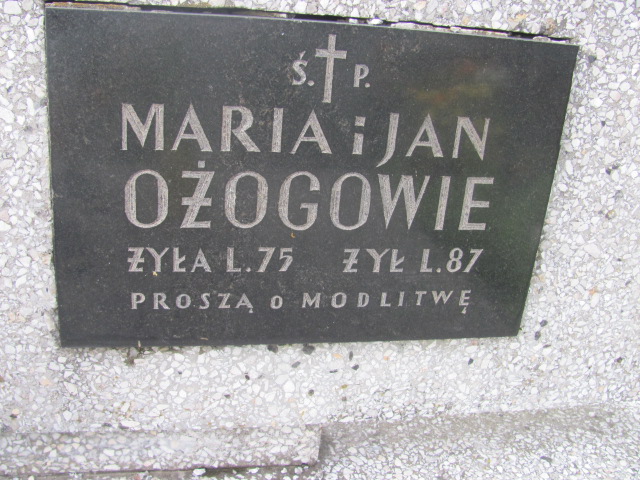 Ś. P.
MARIA i JAN
OŻOGOWIE
ŻYŁA L. 75 ŻYŁ L. 87
PROSZĄ O MODLITWĘ